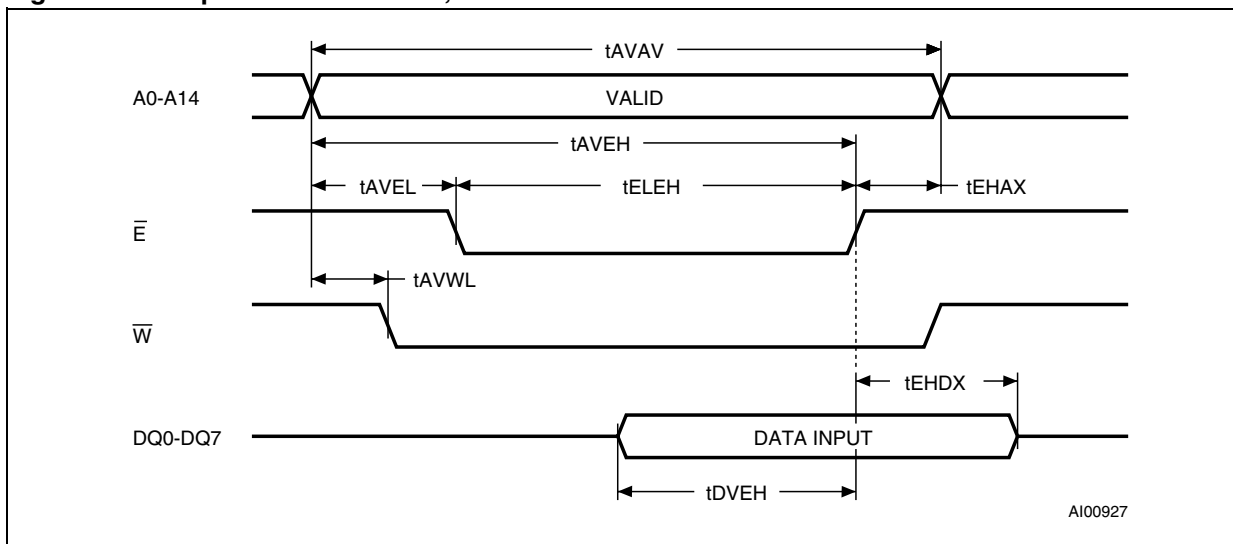 tAVAV
A0-A14
VALID
tAVEH
tAVEL
tELEH
tEHAX
E
tAVWL
W
tEHDX
DQ0-DQ7
DATA INPUT
tDVEH
AI00927